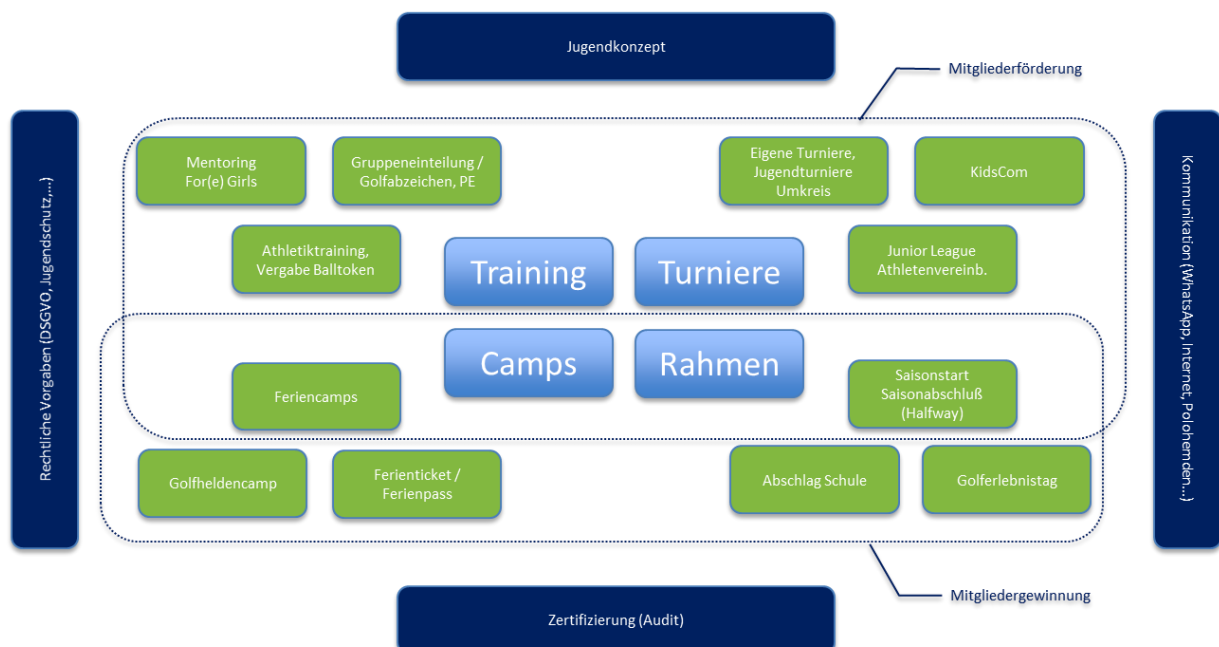 Jugendkonzept
Mitgliederförderung
Rechtliche Vorgaben (DSGVO, Jugendschutz,...)
Kommunikation (WhatsApp, Internet, Polohemden...)
Mentoring
For(e) Girls
Gruppeneinteilung /
Golfabzeichen, PE
Eigene Turniere,
Jugendturniere
Umkreis
KidsCom
Athletiktraining,
Vergabe Balltoken
Training
Turniere
Junior League
Athletenvereinb.
Camps
Rahmen
Feriencamps
Saisonstart
Saisonabschluß
(Halfway)
Golfheldencamp
Ferienticket /
Ferienpass
Abschlag Schule
Golferlebnistag
Mitgliedergewinnung
Zertifizierung (Audit)